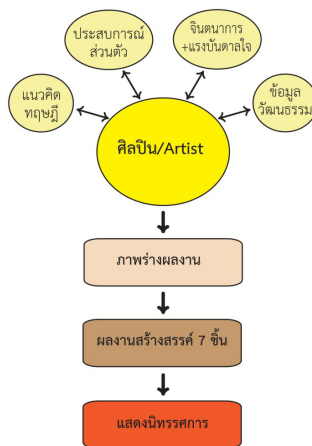 ประสบการณ์
ส่วนตัว
จินตนาการ
+แรงบันดาลใจ
แนวคิด
ทฤษฎี
ข้อมูล
วัฒนธรรม
ศิลปิน/Artist
ภาพร่างผลงาน
ผลงานสร้างสรรค์ 7 ชิ้น
แสดงนิทรรศการ